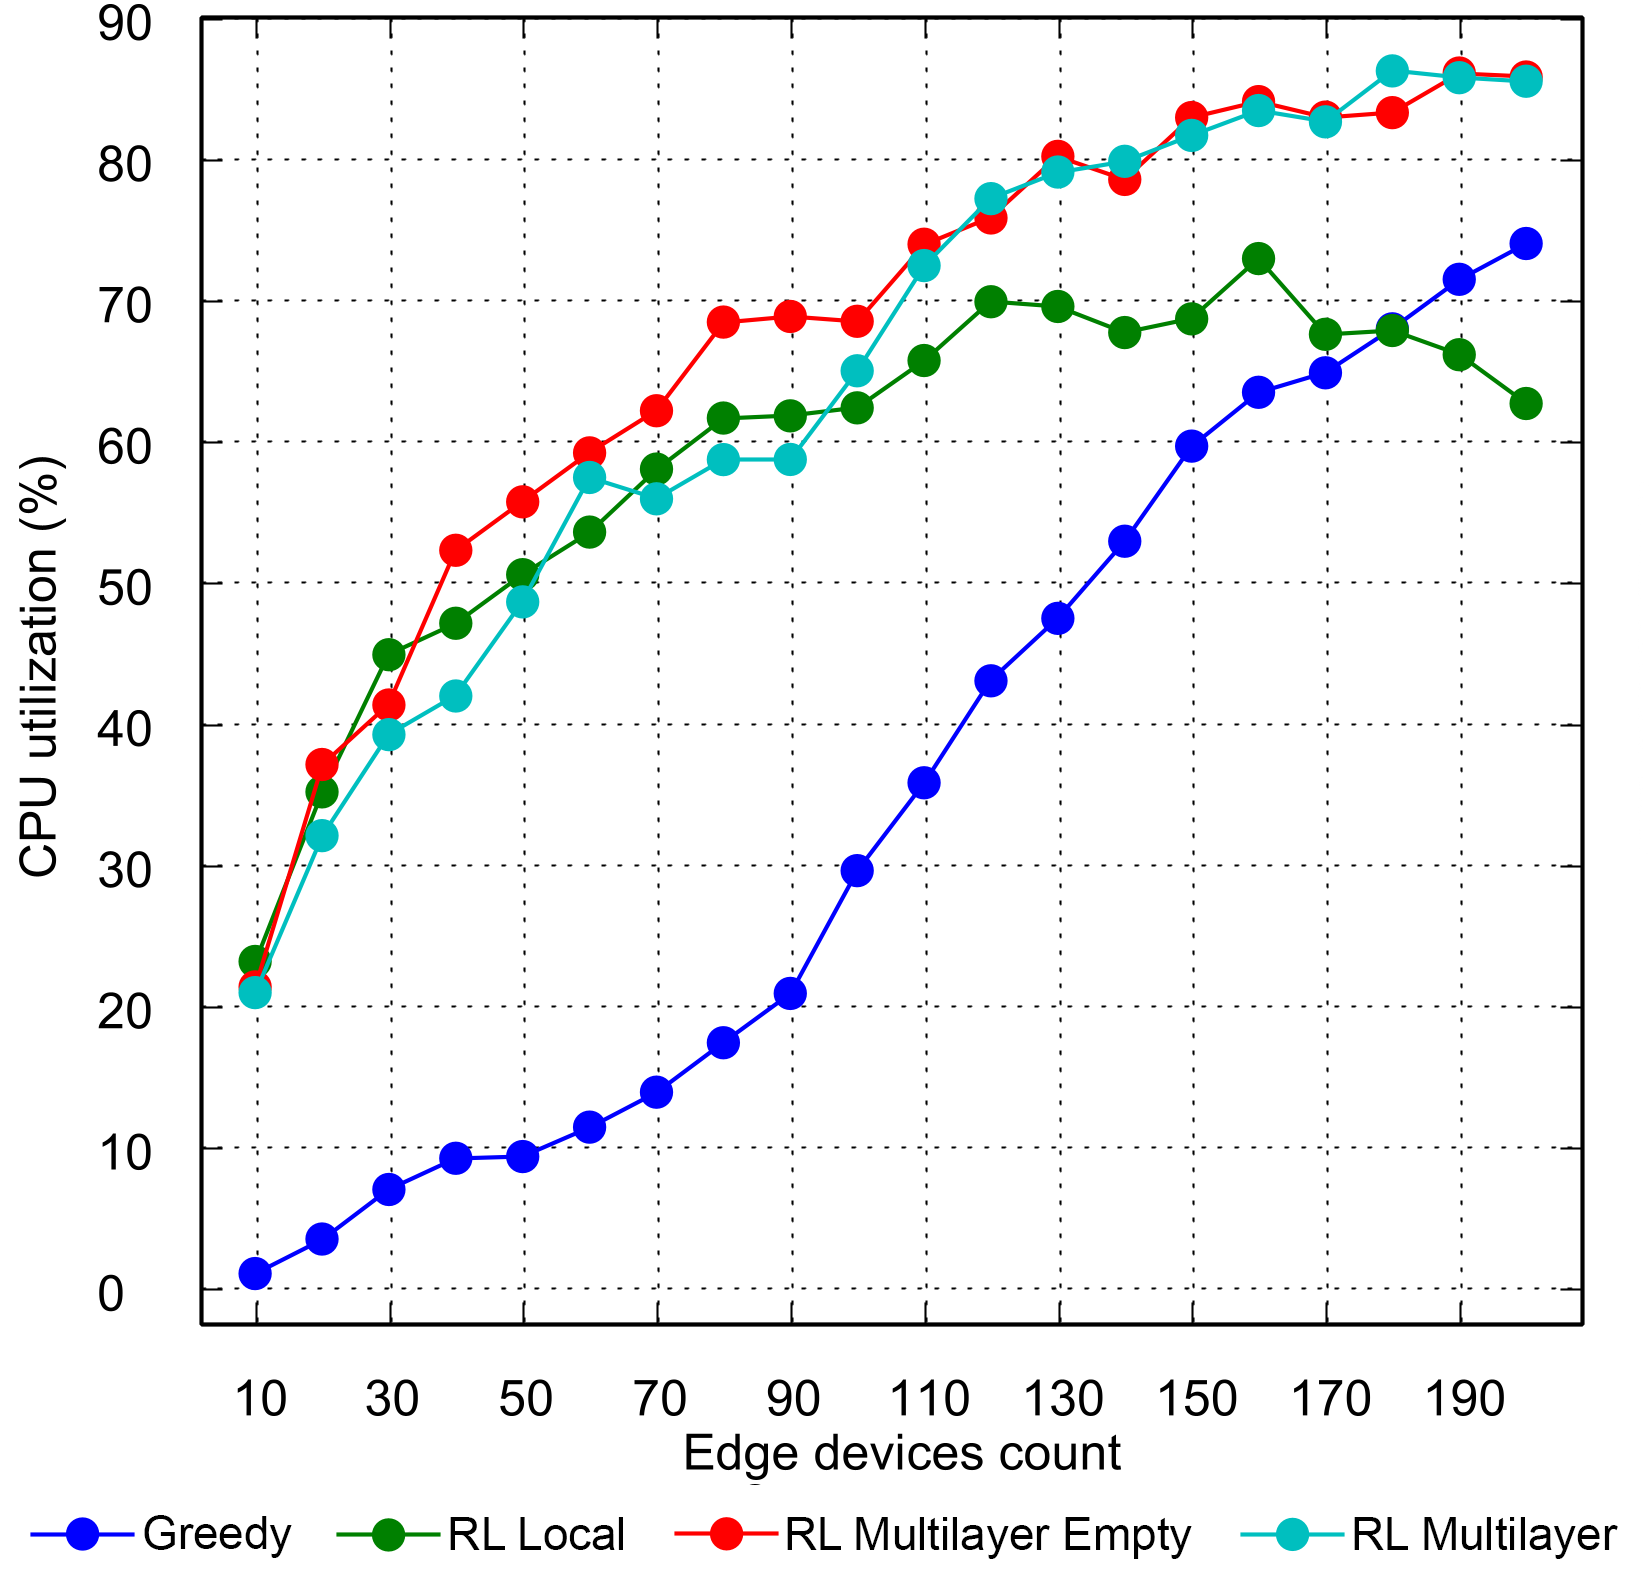 90
80
70
60
50
40
30
20
10
0
CPU utilization (%)
10 30 50 70 90 110 130 150 170 190
Edge devices count
Greedy RL Local RL Multilayer Empty RL Multilayer